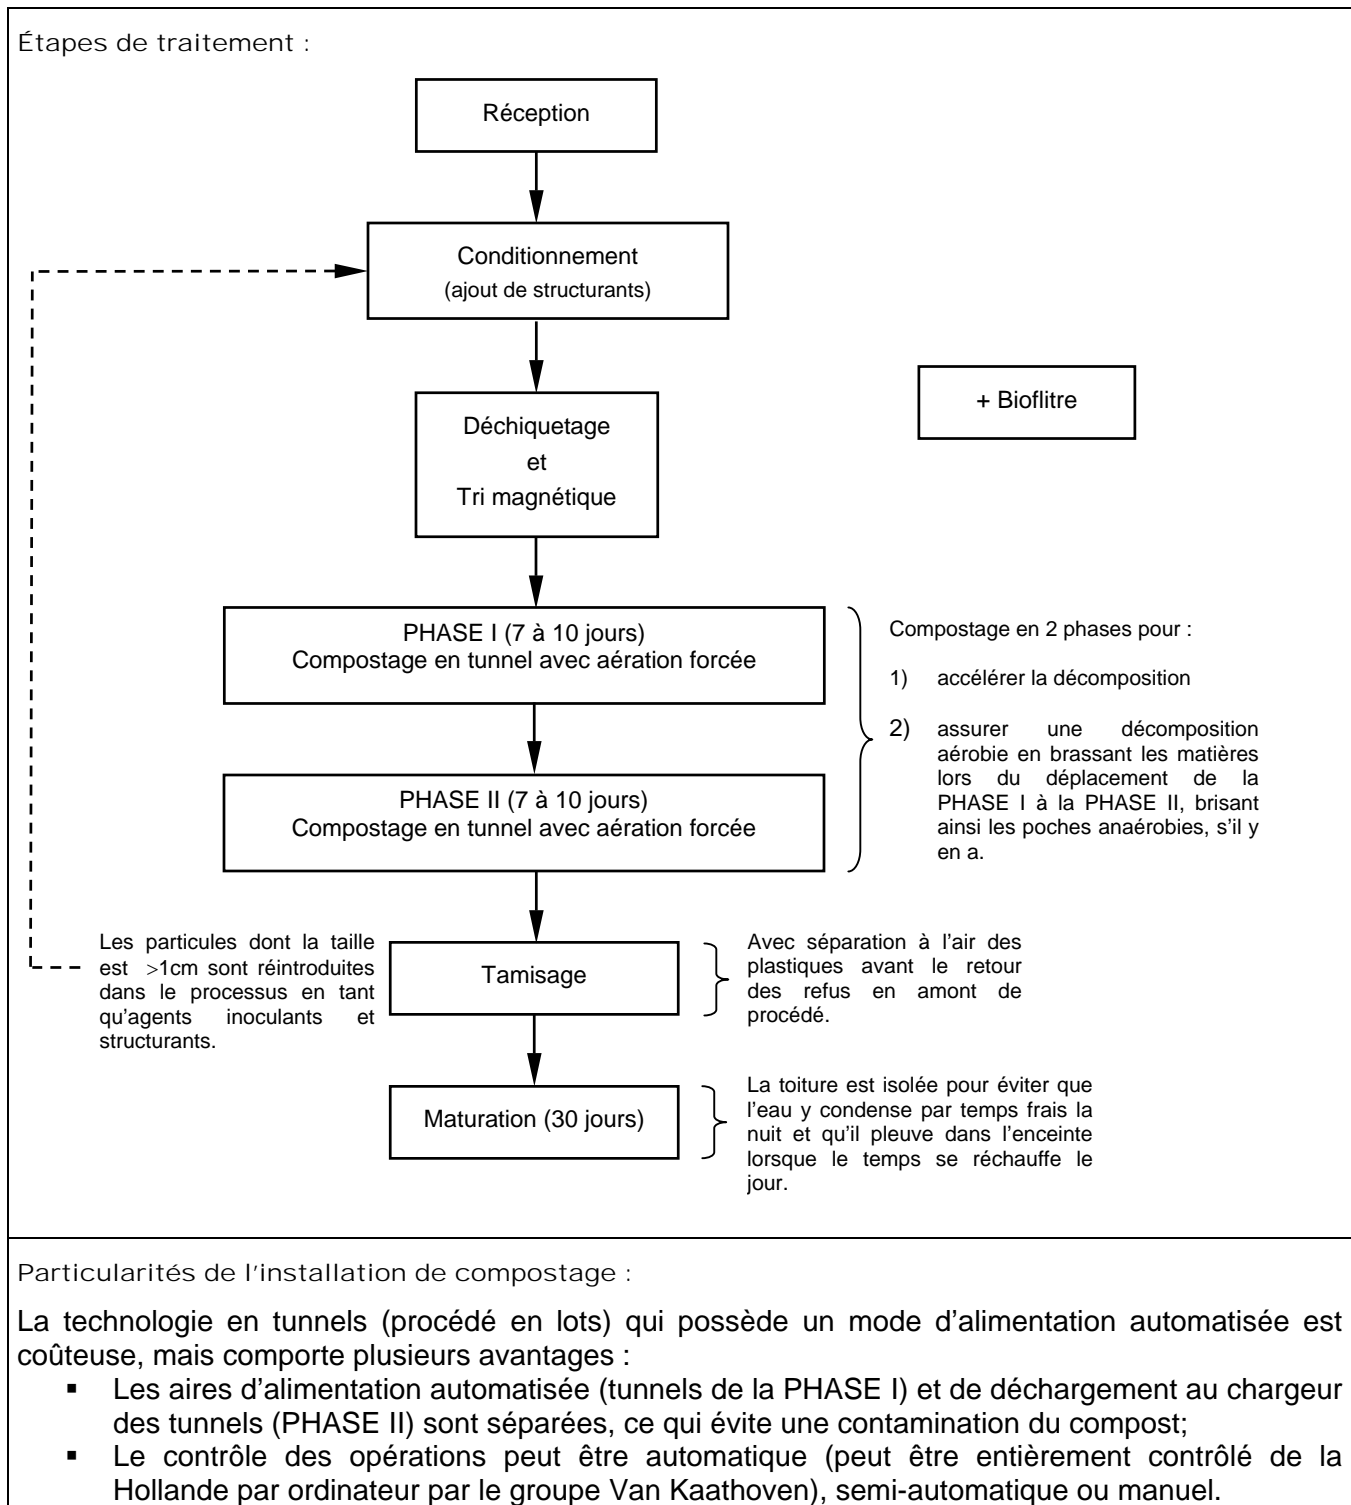 Étapes de traitement :
Réception
Conditionnement
(ajout de structurants)
Déchiquetage
et
Tri magnétique
+ Bioflitre
PHASE I (7 à 10 jours)
Compostage en tunnel avec aération forcée
PHASE II (7 à 10 jours)
Compostage en tunnel avec aération forcée
Compostage en 2 phases pour :
1) accélérer la décomposition
2) assurer une décomposition
aérobie en brassant les matières
lors du déplacement de la
PHASE I à la PHASE II, brisant
ainsi les poches anaérobies, s'il y
en a.
Les particules dont la taille
est >1cm sont réintroduites
dans le processus en tant
qu'agents inoculants et
structurants.
Tamisage
Avec séparation à l'air des
plastiques avant le retour
des refus en amont de
procédé.
Maturation (30 jours)
La toiture est isolée pour éviter que
l'eau y condense par temps frais la
nuit et qu'il pleuve dans l'enceinte
lorsque le temps se réchauffe le
jour.
Particularités de l'installation de compostage :
La technologie en tunnels (procédé en lots) qui possède un mode d'alimentation automatisée est
coûteuse, mais comporte plusieurs avantages :
▪ Les aires d'alimentation automatisée (tunnels de la PHASE I) et de déchargement au chargeur
des tunnels (PHASE II) sont séparées, ce qui évite une contamination du compost;
▪ Le contrôle des opérations peut être automatique (peut être entièrement contrôlé de la
Hollande par ordinateur par le groupe Van Kaathoven), semi-automatique ou manuel.